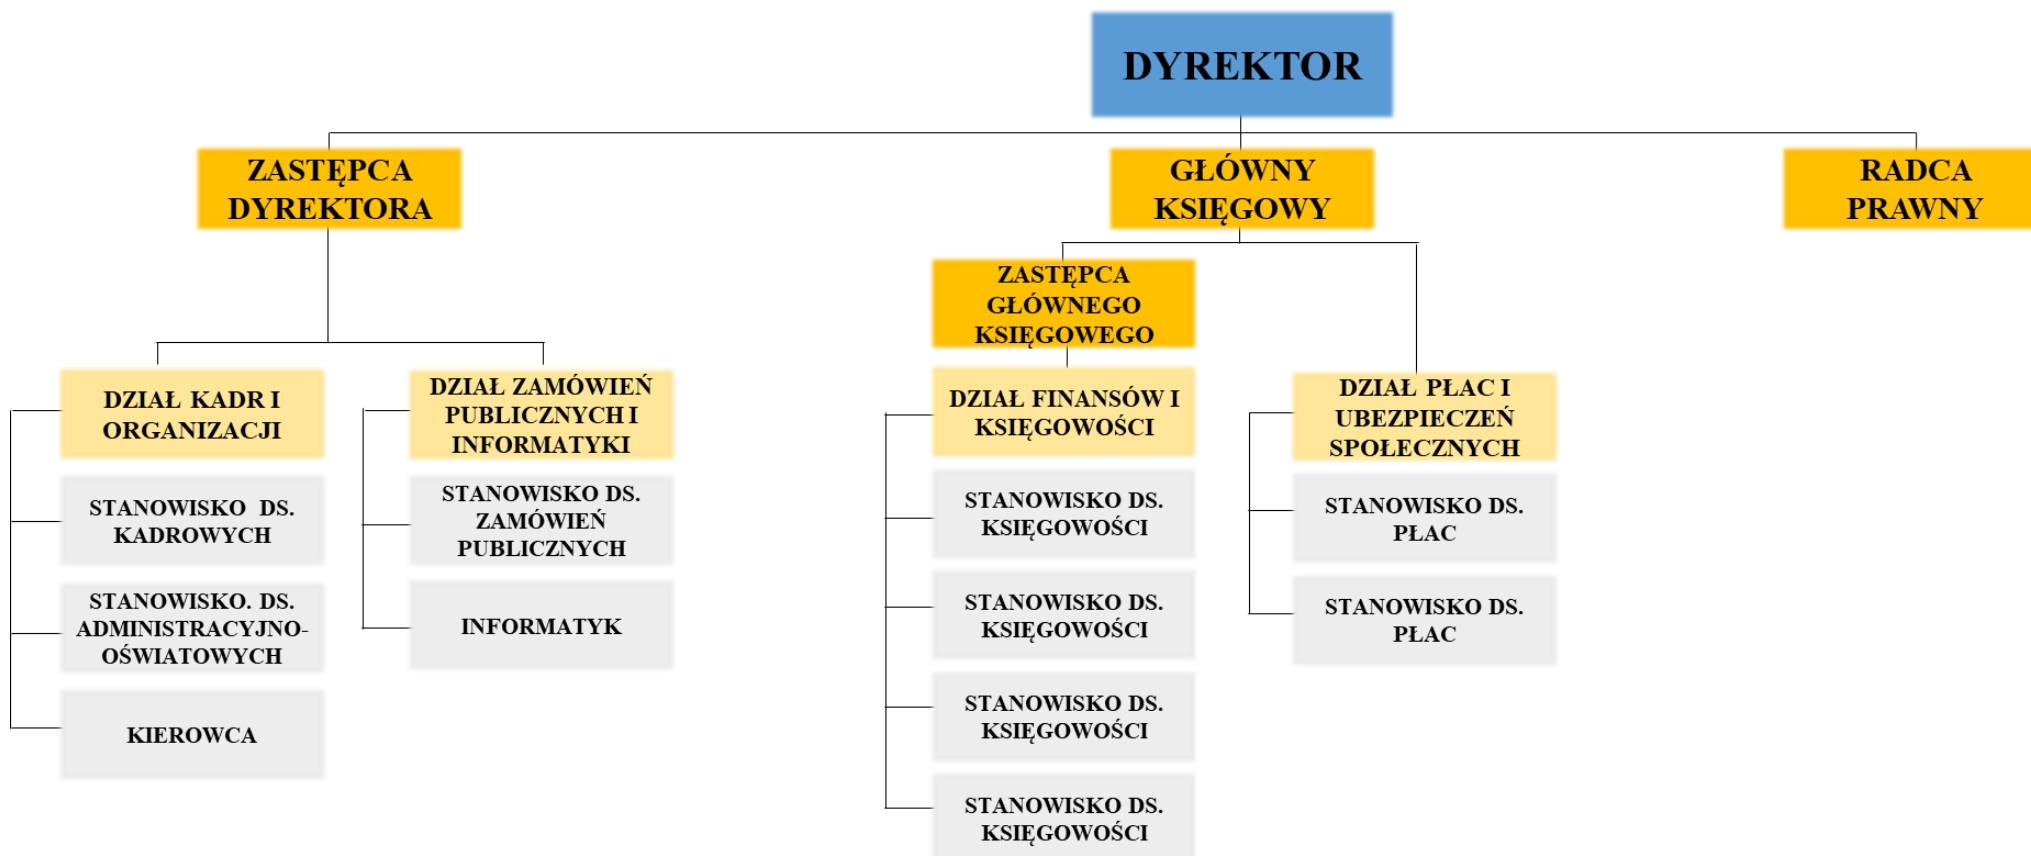 DYREKTOR
ZASTĘPCA
DYREKTORA
GŁÓWNY
KSIĘGOWY
RADCA
PRAWNY
ZASTĘPCA
GŁÓWNEGO
KSIĘGOWEGO
DZIAŁ KADR I
ORGANIZACJI
STANOWISKO DS.
KADROWYCH
STANOWISKO. DS.
ADMINISTRACYJNO-
OŚWIATOWYCH
KIEROWCA
DZIAŁ ZAMÓWIEŃ
PUBLICZNYCH I
INFORMATYKI
STANOWISKO DS.
ZAMÓWIEŃ
PUBLICZNYCH
INFORMATYK
DZIAŁ FINANSÓW I
KSIĘGOWOŚCI
STANOWISKO DS.
KSIĘGOWOŚCI
STANOWISKO DS.
KSIĘGOWOŚCI
STANOWISKO DS.
KSIĘGOWOŚCI
STANOWISKO DS.
KSIĘGOWOŚCI
DZIAŁ PŁAC I
UBEZPIECZEŃ
SPOŁECZNYCH
STANOWISKO DS.
PŁAC
STANOWISKO DS.
PŁAC